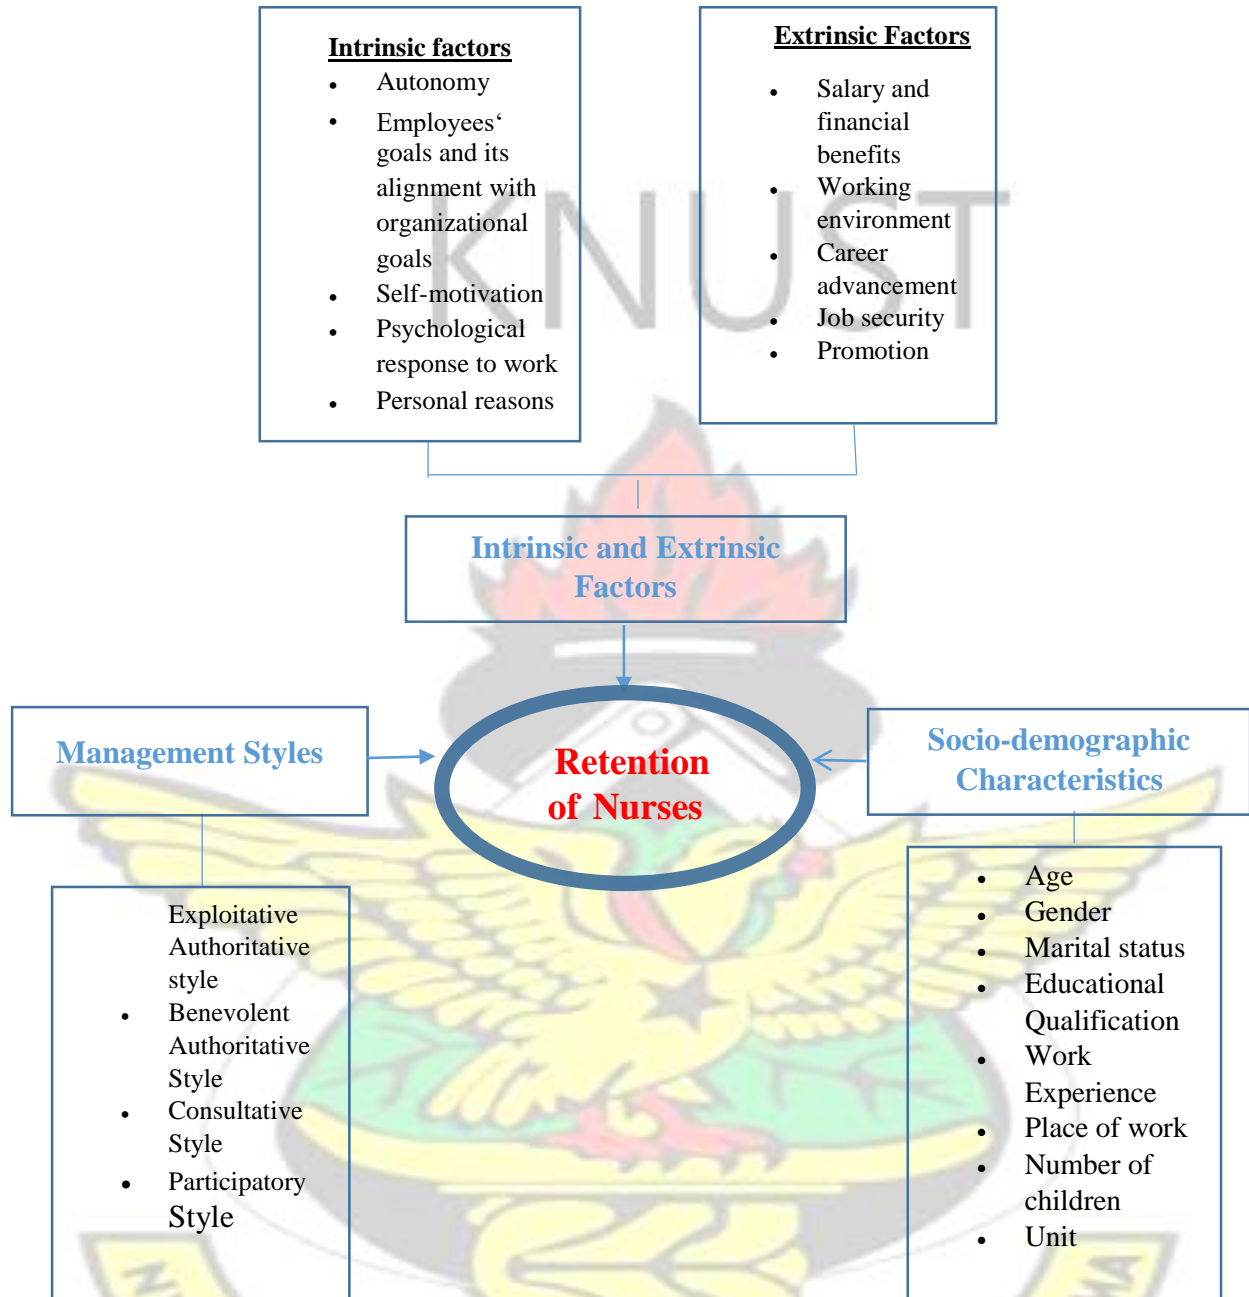 Intrinsic factors
• Autonomy
• Employees‘
goals and its
alignment with
organizational
goals
• Self-motivation
• Psychological
response to work
• Personal reasons
Extrinsic Factors
• Salary and
financial
benefits
• Working
environment
• Career
advancement
• Job security
• Promotion
KNUST
Intrinsic and Extrinsic
Factors
Management Styles
Retention
of Nurses
Socio-demographic
Characteristics
Exploitative
Authoritative
style
• Benevolent
Authoritative
Style
• Consultative
Style
• Participatory
Style
• Age
• Gender
• Marital status
• Educational
Qualification
• Work
Experience
• Place of work
• Number of
children
• Unit